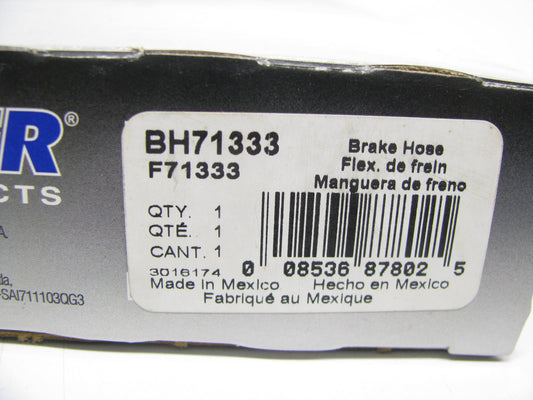 ®
BH71333
F71333
Brake Hose
Flex. de frein
Manguera de freno
QTY. 1
QTÉ. 1
CANT. 1
3016174
0 08536 87802 5
Made in Mexico Hecho en Mexico
Fabriqué au Mexique
-SAI711103QG3